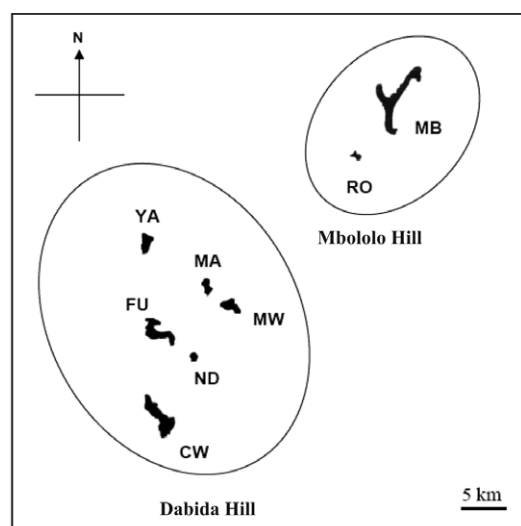 N
MB
RO
Mbololo Hill
YA
MA
FU
MW
ND
CW
Dabida Hill
5 km